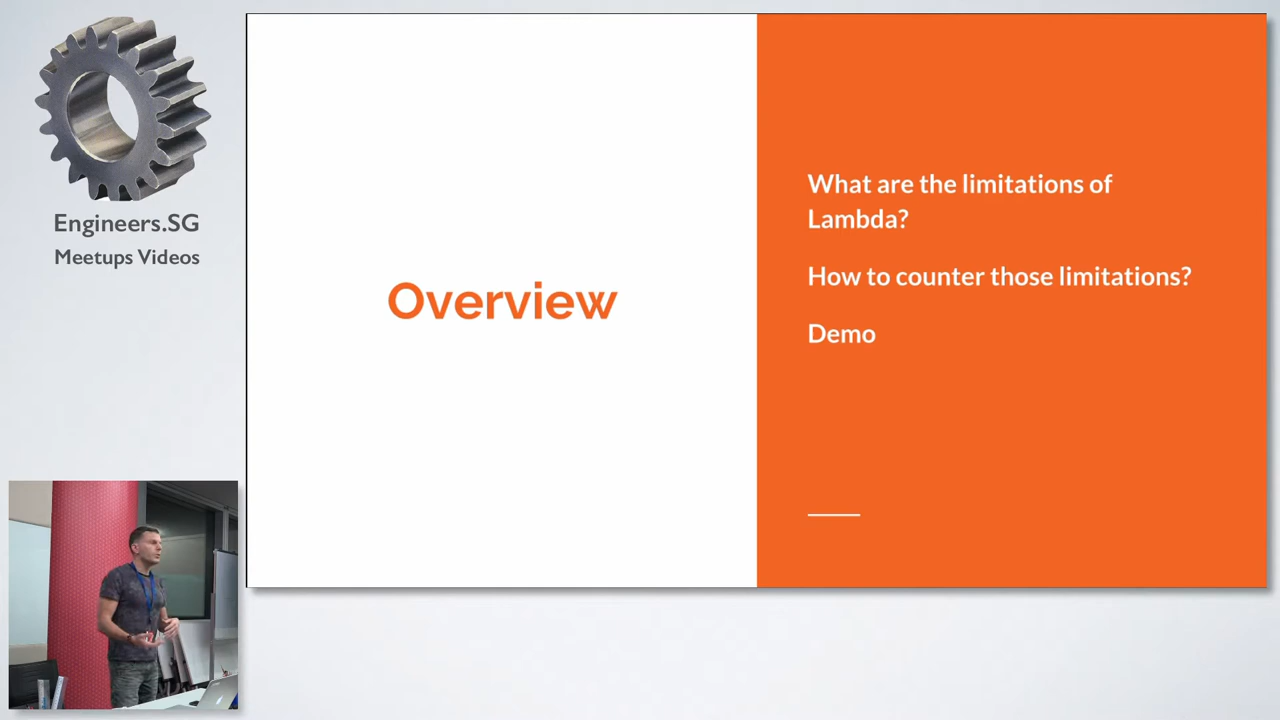 Engineers.SG
Meetups Videos
Overview
What are the limitations of
Lambda?
How to counter those limitations?
Demo